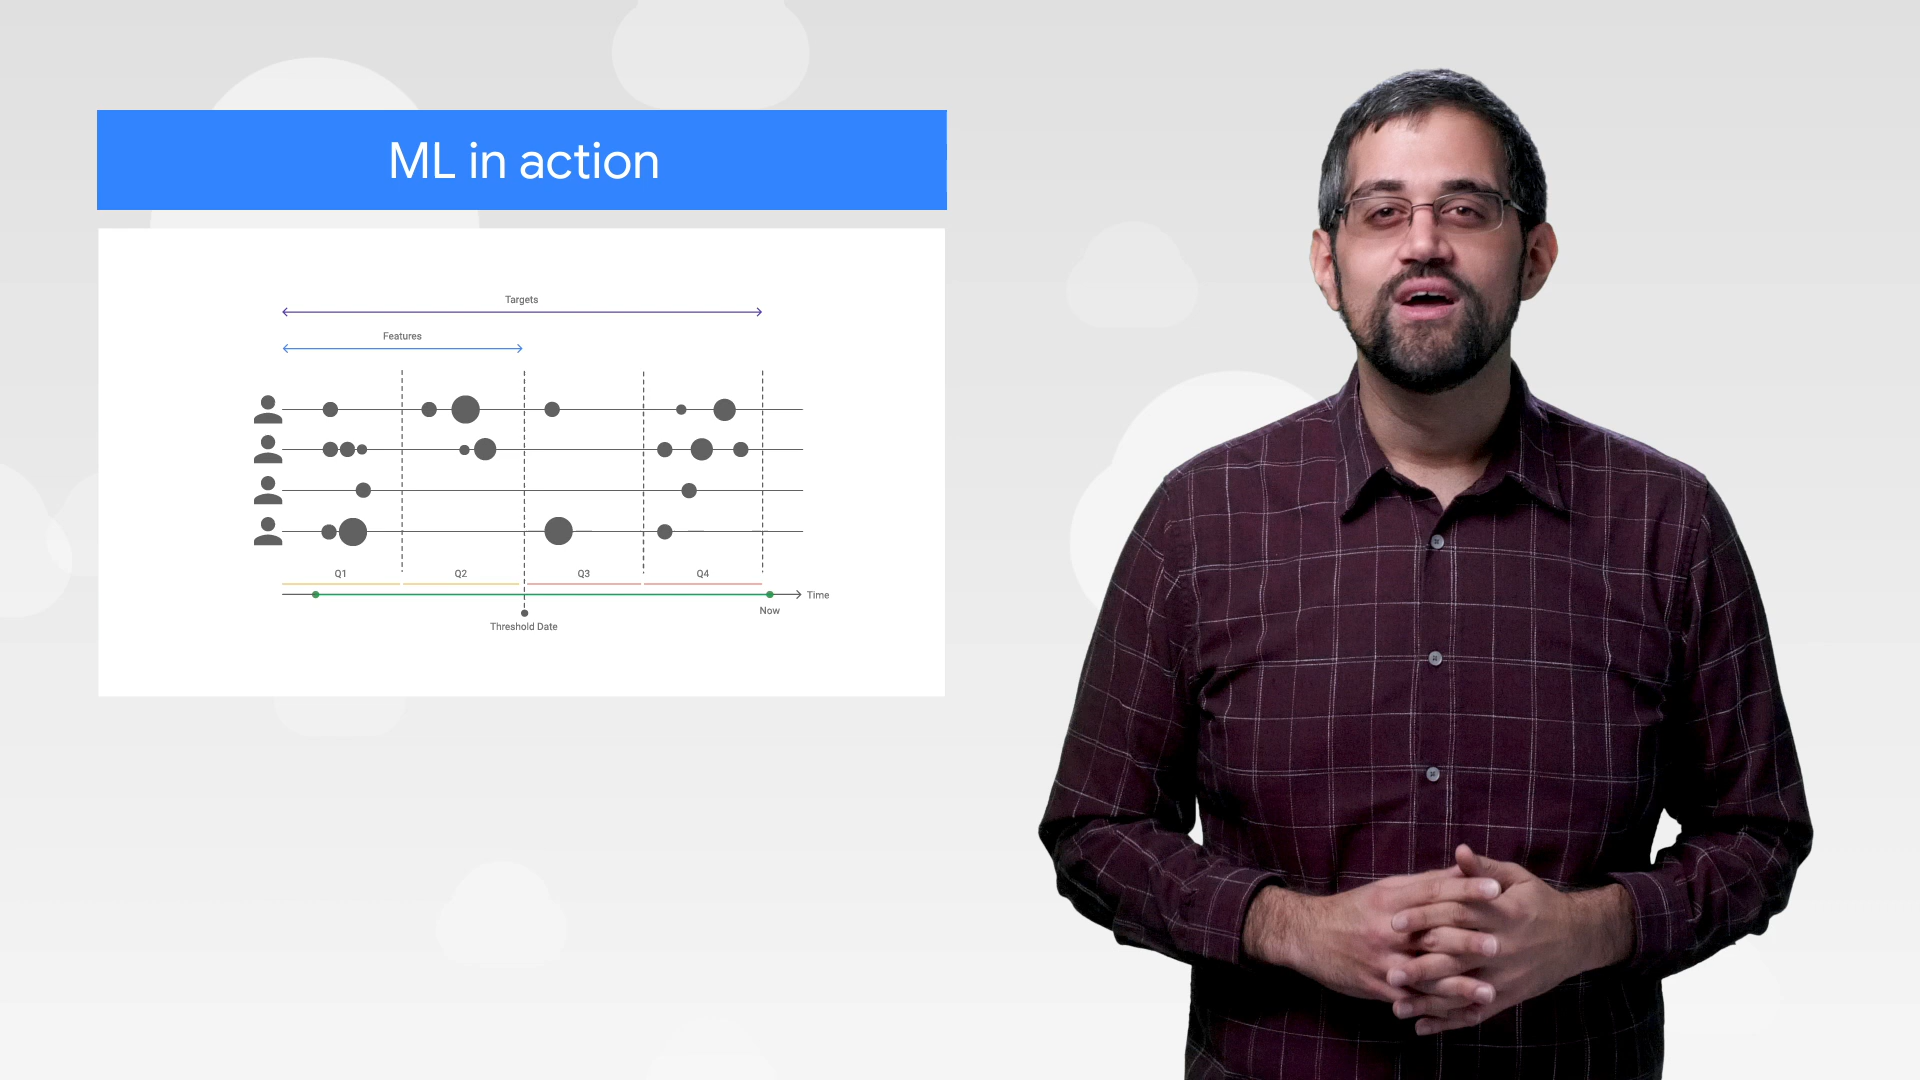 ML in action
Targets
Features
Q1 Q2 Q3 Q4
Time
Now
Threshold Date